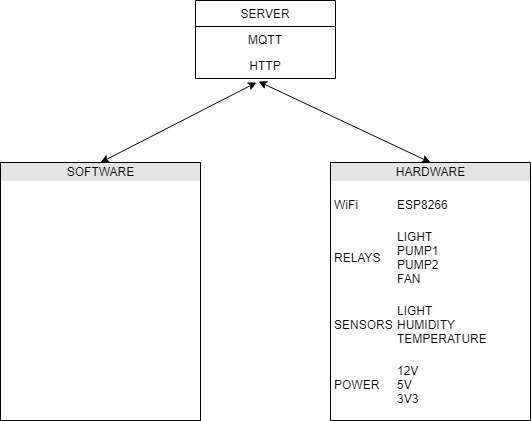 SERVER
MQTT
HTTP
SOFTWARE
HARDWARE
WiFi ESP8266
RELAYS LIGHT
PUMP1
PUMP2
FAN
SENSORS LIGHT
HUMIDITY
TEMPERATURE
POWER 12V
5V
3V3